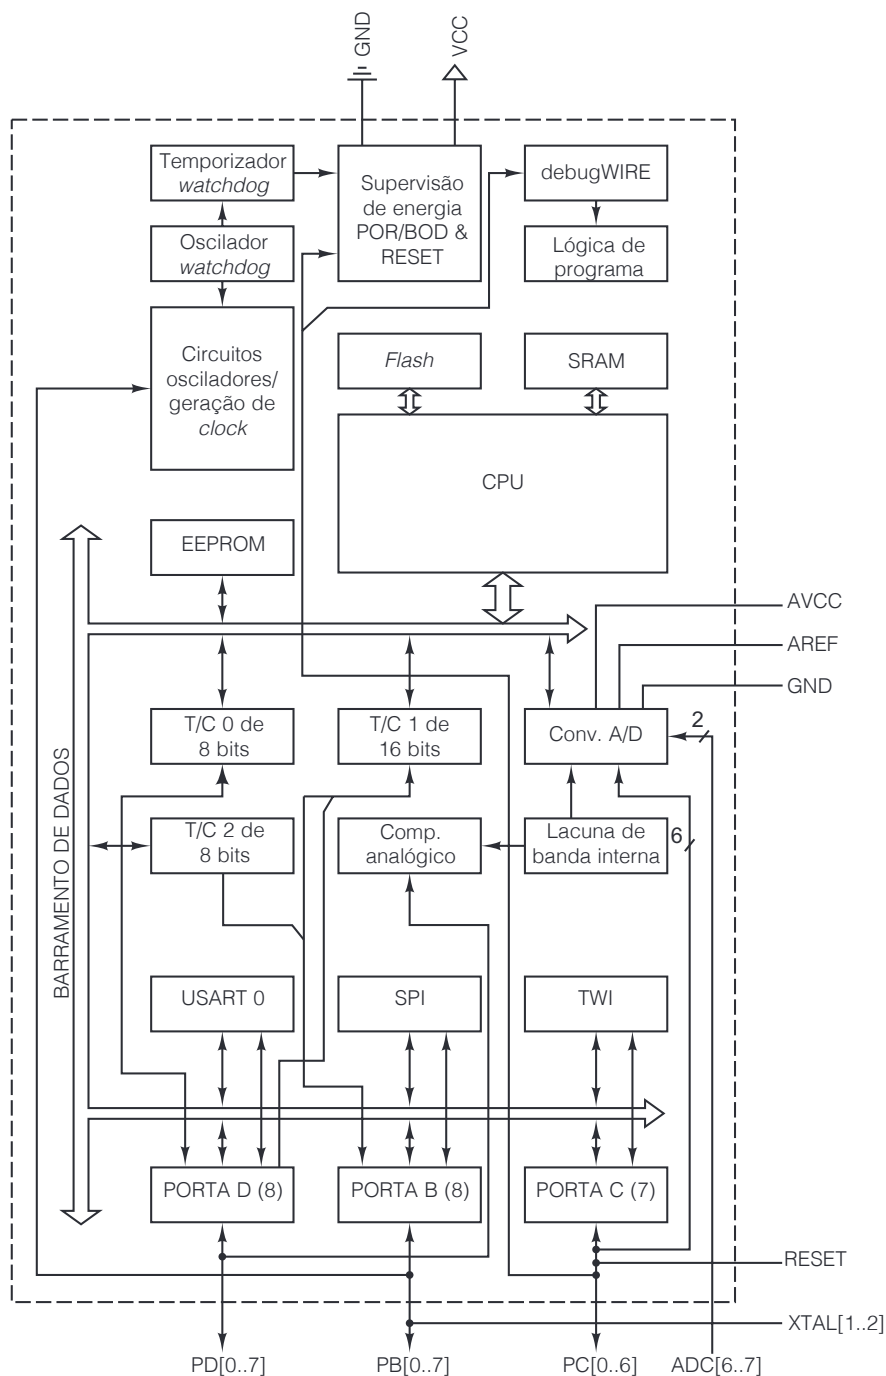 GND
VCC
Temporizador
watchdog
Supervisão
de energia
POR/BOD &
RESET
debugWIRE
Oscilador
watchdog
Lógica de
programa
Circuitos
osciladores/
geração de
clock
Flash
SRAM
CPU
EEPROM
AVCC
AREF
GND
T/C 0 de
8 bits
T/C 1 de
16 bits
Conv. A/D
2
BARRAMENTO DE DADOS
T/C 2 de
8 bits
Comp.
analógico
Lacuna de
banda interna
6
USART 0
SPI
TWI
PORTA D (8)
PORTA B (8)
PORTA C (7)
RESET
XTAL[1..2]
PD[0..7]
PB[0..7]
PC[0..6]
ADC[6..7]